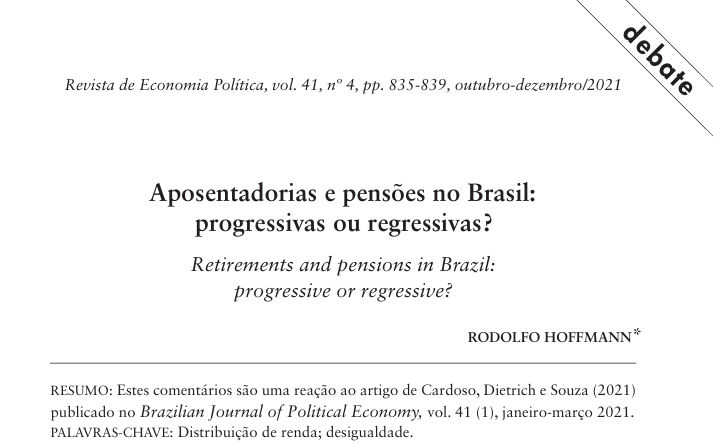 debate
Revista de Economia Política, vol. 41, nº 4, pp. 835-839, outubro-dezembro/2021
Aposentadorias e pensões no Brasil:
progressivas ou regressivas?
Retirements and pensions in Brazil:
progressive or regressive?
RODOLFO HOFFMANN*
RESUMO: Estes comentários são uma reação ao artigo de Cardoso, Dietrich e Souza (2021)
publicado no Brazilian Journal of Political Economy, vol. 41 (1), janeiro-março 2021.
PALAVRAS-CHAVE: Distribuição de renda; desigualdade.